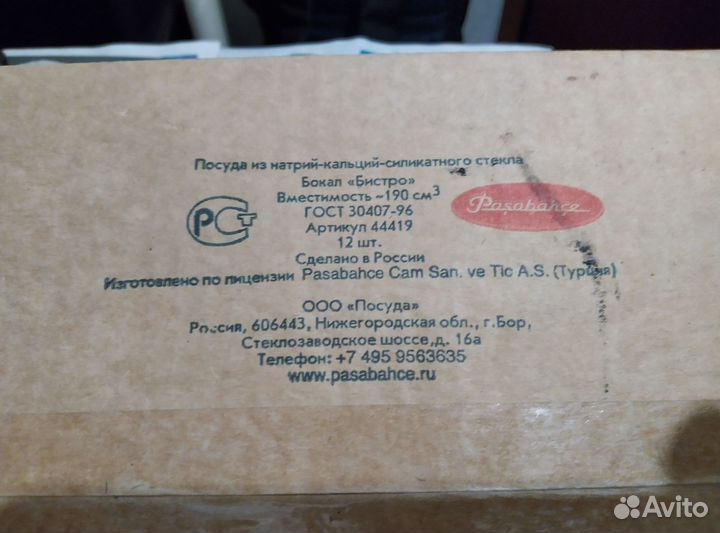 Посуда из натрий-кальций-силикатного стекла
Бокал «Бистро»
Вместимость ~190 см³
ГОСТ 30407-96
Артикул 44419
12 шт.
Сделано в России
Изготовлено по лицензии Pasabahce Cam San. ve Tic A.S. (Турция)
РСТ
Paşabahçe
ООО «Посуда»
Россия, 606443, Нижегородская обл., г.Бор,
Стеклозаводское шоссе,д. 16а
Телефон: +7 495 9563635
www.pasabahce.ru
Avito